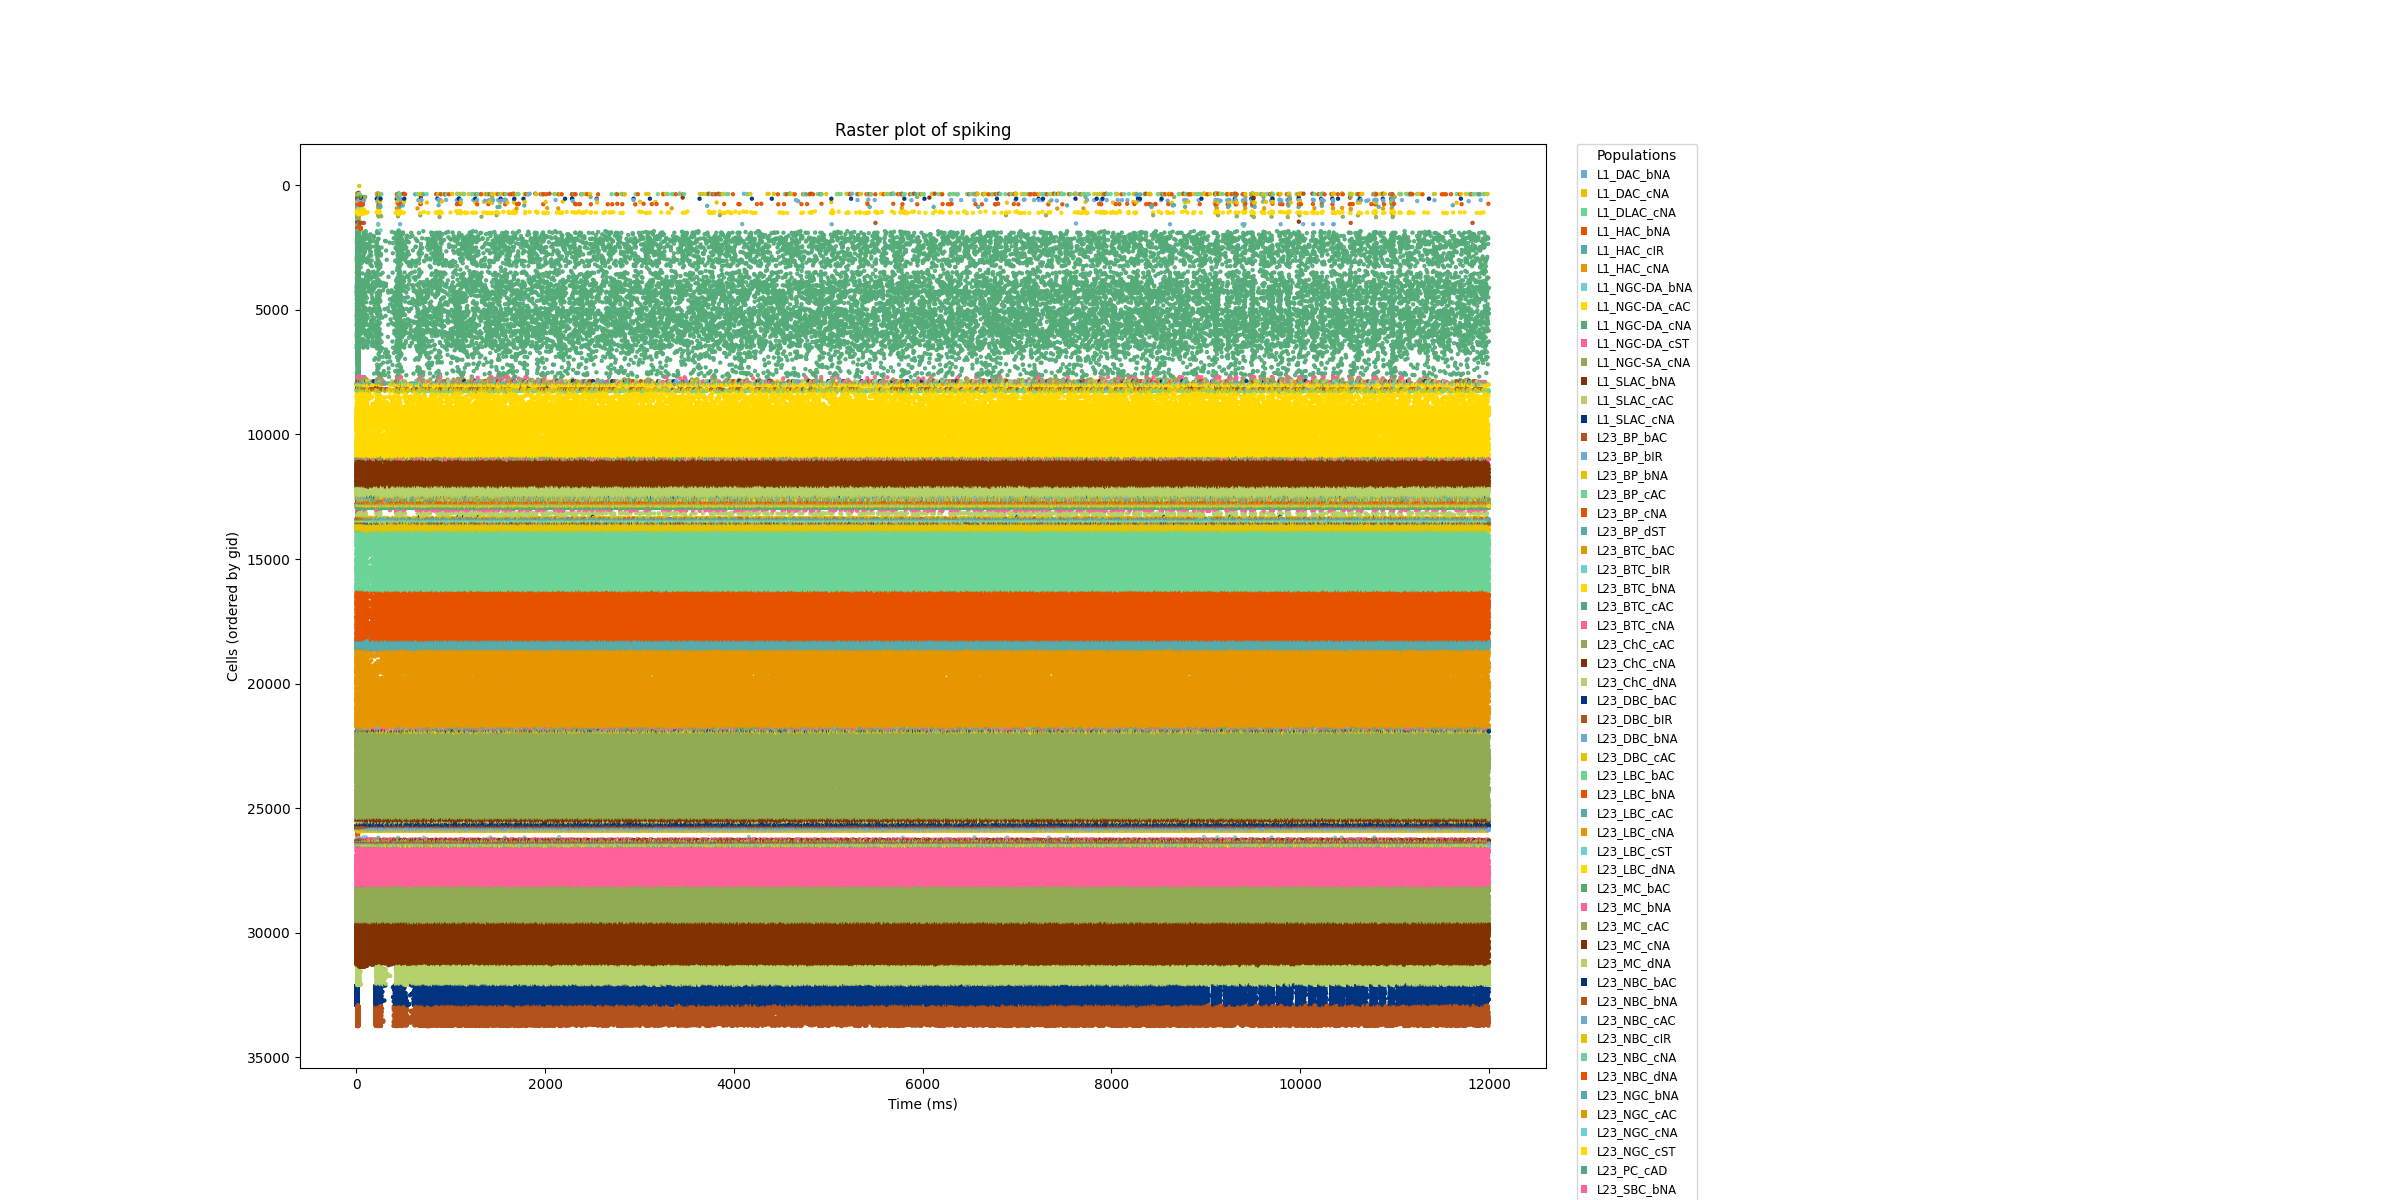 Raster plot of spiking
Cells (ordered by gid)
0
5000
10000
15000
20000
25000
30000
35000
0 2000 4000 6000 8000 10000 12000
Time (ms)
Populations
L1_DAC_bNA
L1_DAC_cNA
L1_DLAC_cNA
L1_HAC_bNA
L1_HAC_cIR
L1_HAC_cNA
L1_NGC-DA_bNA
L1_NGC-DA_cAC
L1_NGC-DA_cNA
L1_NGC-DA_cST
L1_NGC-SA_cNA
L1_SLAC_bNA
L1_SLAC_cAC
L1_SLAC_cNA
L23_BP_bAC
L23_BP_bIR
L23_BP_bNA
L23_BP_cAC
L23_BP_cNA
L23_BP_dST
L23_BTC_bAC
L23_BTC_bIR
L23_BTC_bNA
L23_BTC_cAC
L23_BTC_cNA
L23_ChC_cAC
L23_ChC_cNA
L23_ChC_dNA
L23_DBC_bAC
L23_DBC_bIR
L23_DBC_bNA
L23_DBC_cAC
L23_LBC_bAC
L23_LBC_bNA
L23_LBC_cAC
L23_LBC_cNA
L23_LBC_cST
L23_LBC_dNA
L23_MC_bAC
L23_MC_bNA
L23_MC_cAC
L23_MC_cNA
L23_MC_dNA
L23_NBC_bAC
L23_NBC_bNA
L23_NBC_cAC
L23_NBC_cIR
L23_NBC_cNA
L23_NBC_dNA
L23_NGC_bNA
L23_NGC_cAC
L23_NGC_cNA
L23_NGC_cST
L23_PC_cAD
L23_SBC_bNA